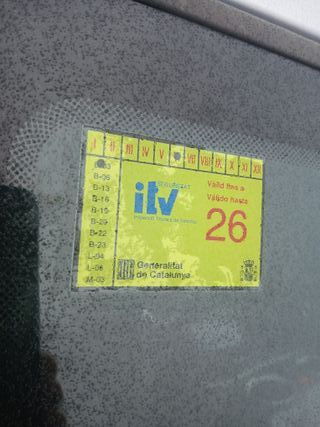 I II III IV V VII VIII IX X XI XII
B-06
B-13
B-16
B-19
B-20
B-22
B-23
L-04
L-06
M-03
itv
Vàlid fins a
Válido hasta
26
Generalitat
de Catalunya